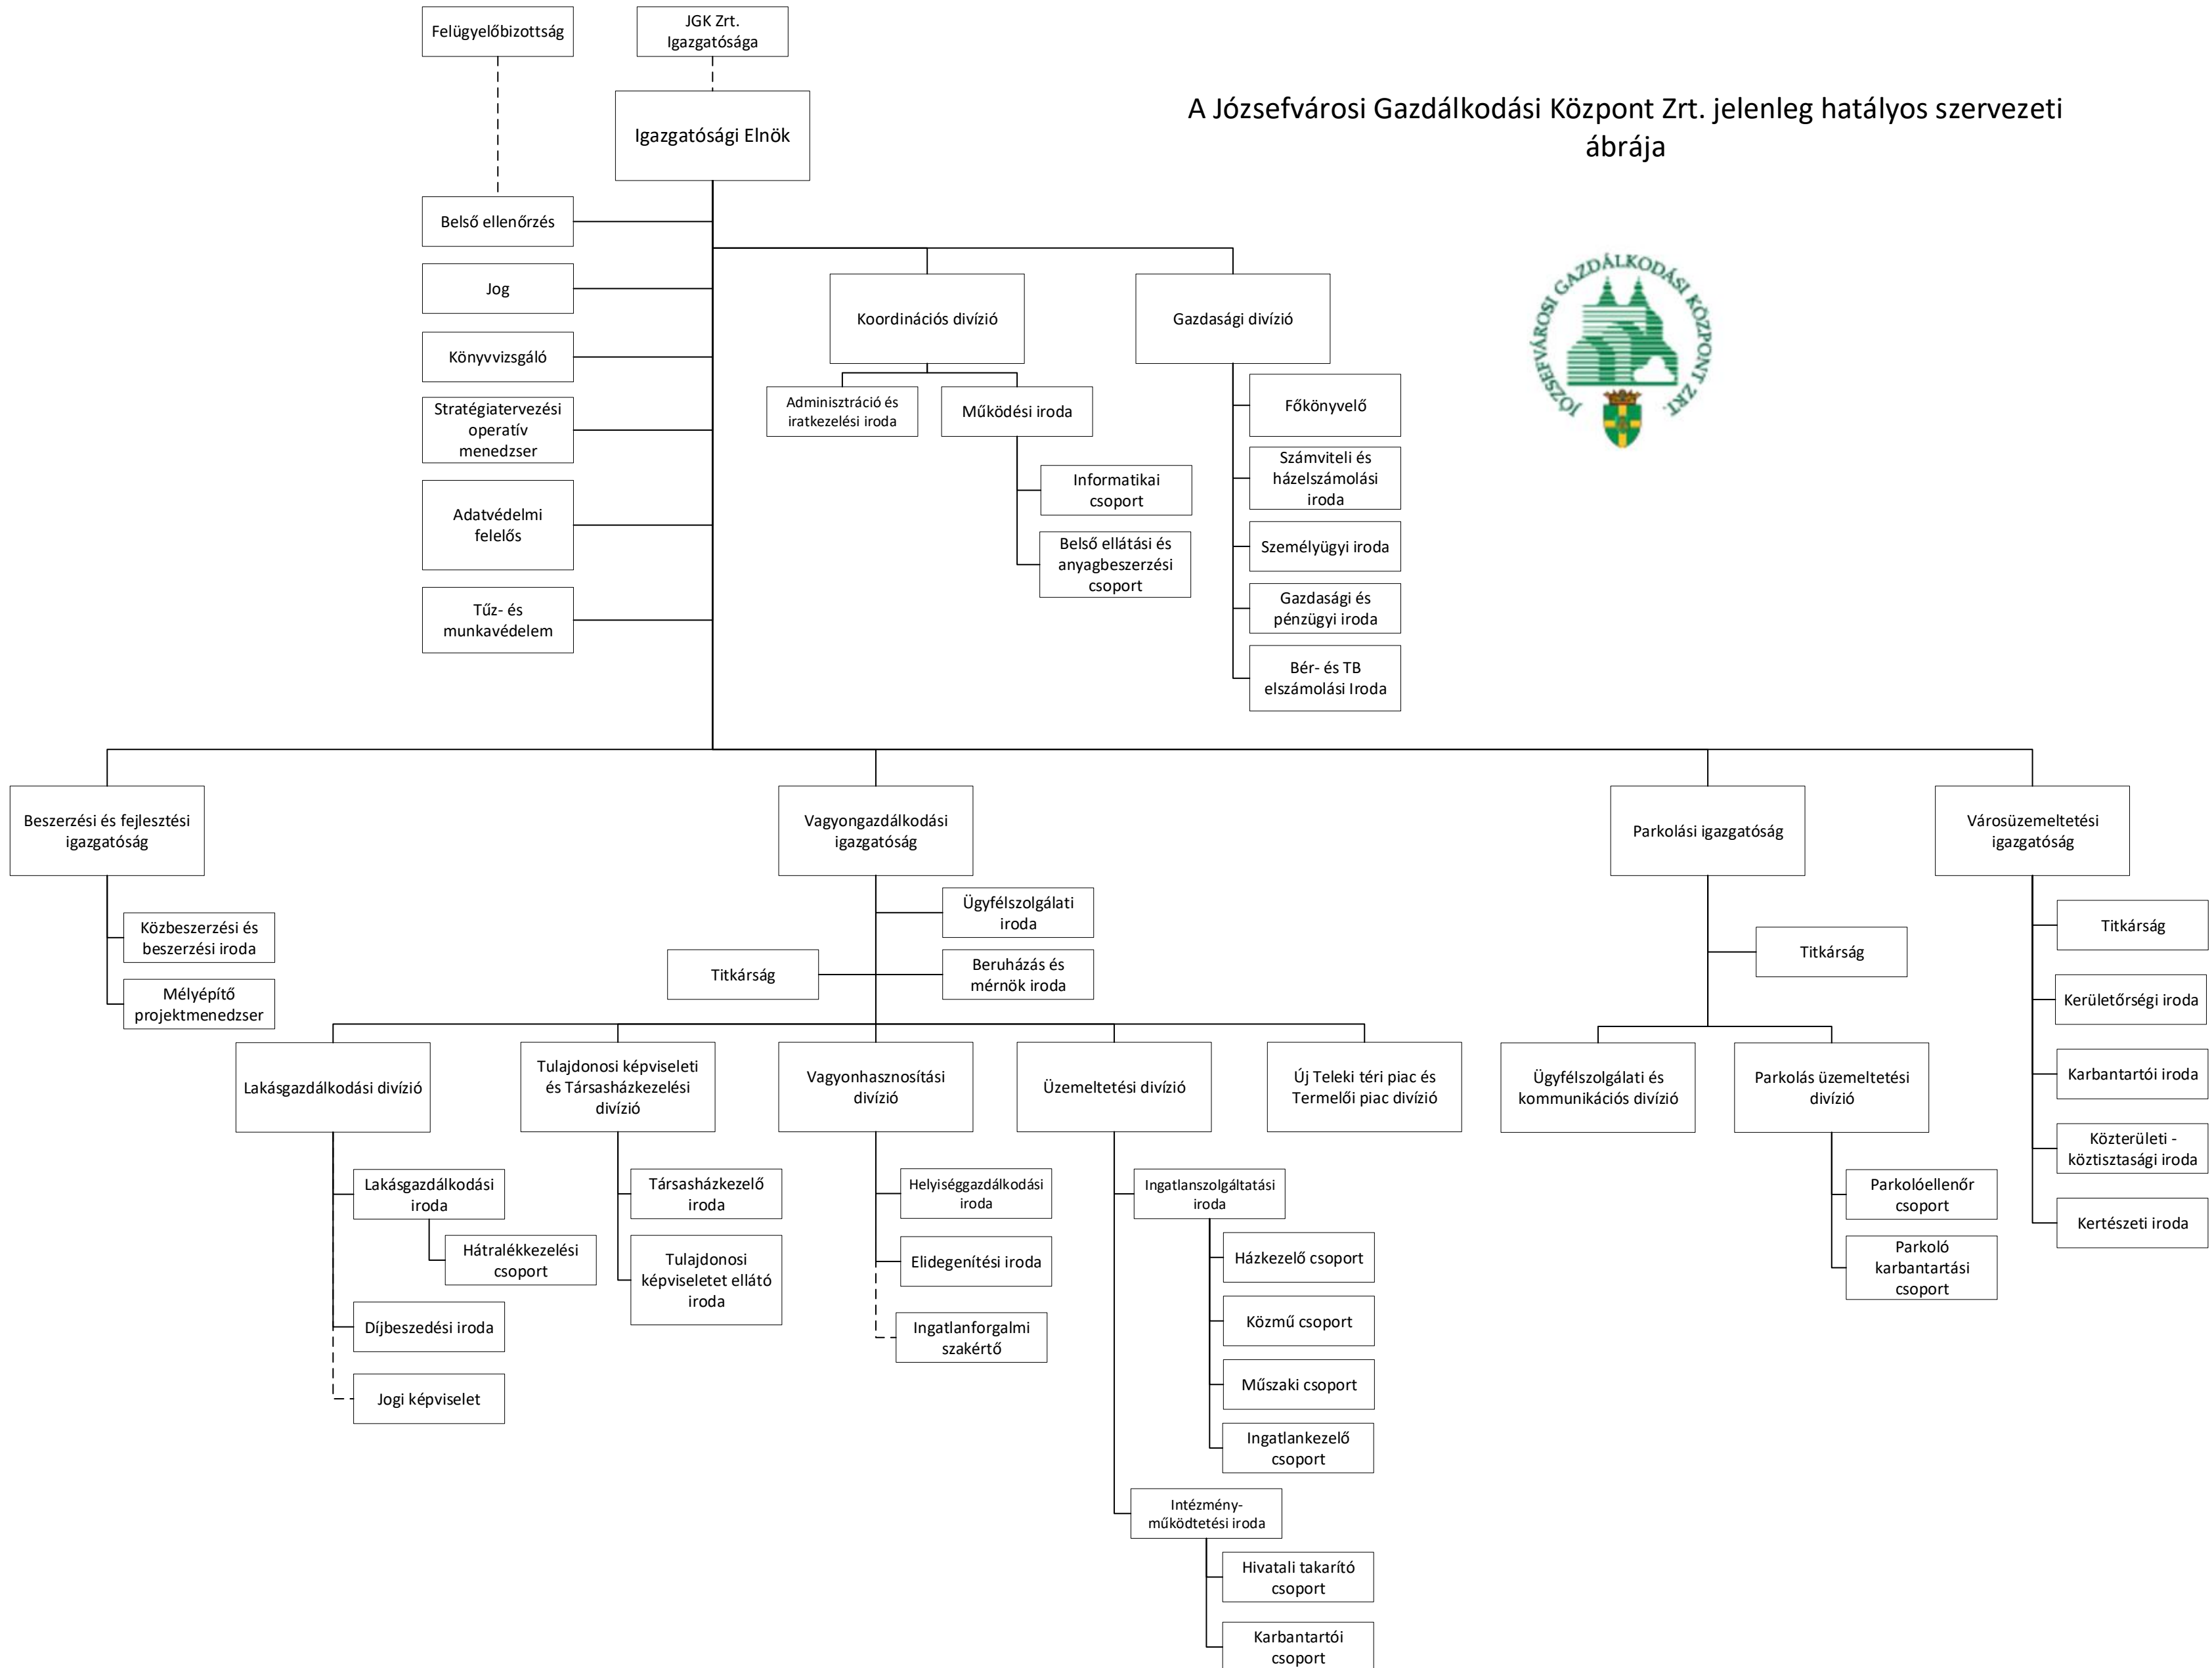 Felügyelőbizottság
JGK Zrt.
Igazgatósága
Igazgatósági Elnök
A Józsefvárosi Gazdálkodási Központ Zrt. jelenleg hatályos szervezeti
ábrája
JÓZSEFVÁROSI GAZDÁLKODÁSI KÖZPONT ZRT.
Belső ellenőrzés
Jog
Könyvvizsgáló
Stratégiatervezési
operatív
menedzser
Adatvédelmi
felelős
Tűz- és
munkavédelem
Koordinációs divízió
Adminisztráció és
iratkezelési iroda
Működési iroda
Informatikai
csoport
Belső ellátási és
anyagbeszerzési
csoport
Gazdasági divízió
Főkönyvelő
Számviteli és
házelszámolási
iroda
Személyügyi iroda
Gazdasági és
pénzügyi iroda
Bér- és TB
elszámolási Iroda
Beszerzési és fejlesztési
igazgatóság
Közbeszerzési és
beszerzési iroda
Mélyépítő
projektmenedzser
Vagyongazdálkodási
igazgatóság
Ügyfélszolgálati
iroda
Titkárság
Beruházás és
mérnök iroda
Lakásgazdálkodási divízió
Lakásgazdálkodási
iroda
Hátralékkezelési
csoport
Díjbeszedési iroda
Jogi képviselet
Tulajdonosi képviseleti
és Társasházkezelési
divízió
Társasházkezelő
iroda
Tulajdonosi
képviseletet ellátó
iroda
Vagyonhasznosítási
divízió
Helyiséggazdálkodási
iroda
Elidegenítési iroda
Ingatlanforgalmi
szakértő
Üzemeltetési divízió
Ingatlanszolgáltatási
iroda
Házkezelő csoport
Közmű csoport
Műszaki csoport
Ingatlankezelő
csoport
Intézmény-
működtetési iroda
Hivatali takarító
csoport
Karbantartói
csoport
Új Teleki téri piac és
Termelői piac divízió
Parkolási igazgatóság
Titkárság
Ügyfélszolgálati és
kommunikációs divízió
Parkolás üzemeltetési
divízió
Parkolóellenőr
csoport
Parkoló
karbantartási
csoport
Városüzemeltetési
igazgatóság
Titkárság
Kerületőrségi iroda
Karbantartói iroda
Közterületi -
köztisztasági iroda
Kertészeti iroda